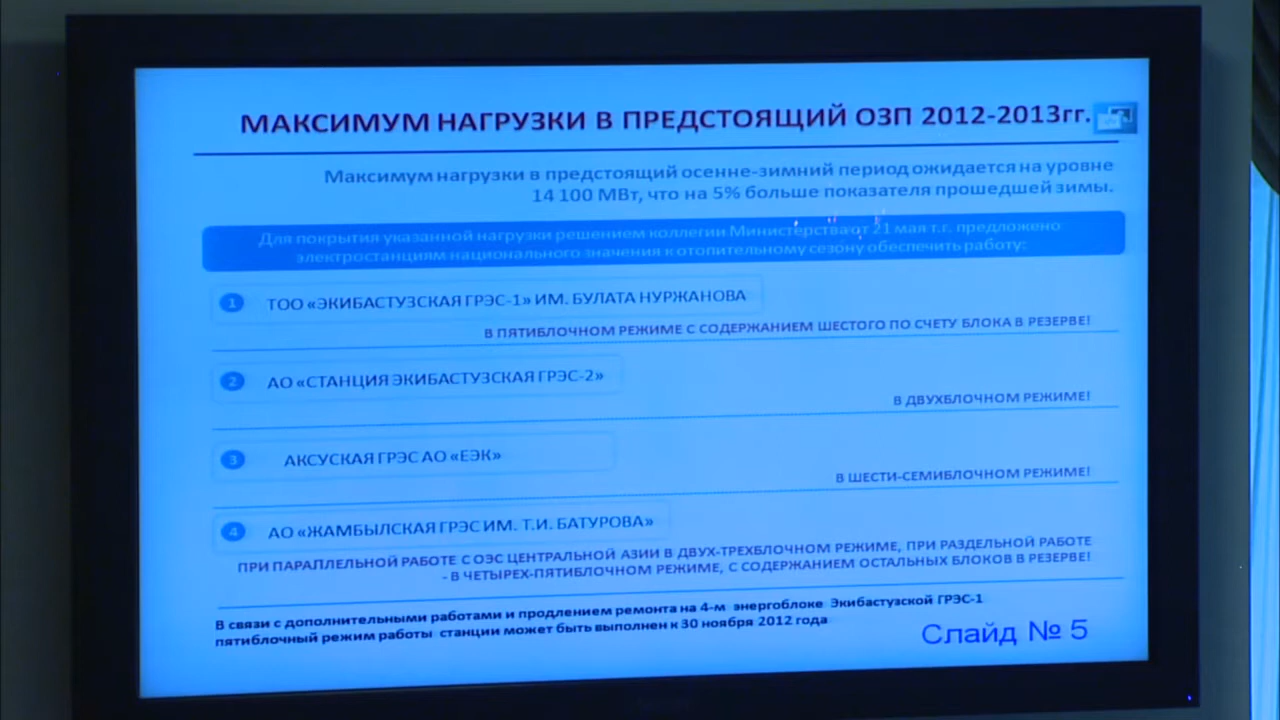 МАКСИМУМ НАГРУЗКИ В ПРЕДСТОЯЩИЙ ОЗП 2012-2013гг.
Максимум нагрузки в предстоящий осенне-зимний период ожидается на уровне
14 100 МВт, что на 5% больше показателя прошедшей зимы.
Для покрытия указанной нагрузки решением коллегии Министерства от 21 мая т.г. предложено
электростанциям национального значения к отопительному сезону обеспечить работу:
1 ТОО «ЭКИБАСТУЗСКАЯ ГРЭС-1» ИМ. БУЛАТА НУРЖАНОВА
В ПЯТИБЛОЧНОМ РЕЖИМЕ С СОДЕРЖАНИЕМ ШЕСТОГО ПО СЧЕТУ БЛОКА В РЕЗЕРВЕ!
2 АО «СТАНЦИЯ ЭКИБАСТУЗСКАЯ ГРЭС-2»
В ДВУХБЛОЧНОМ РЕЖИМЕ!
3 АКСУСКАЯ ГРЭС АО «ЕЭК»
В ШЕСТИ-СЕМИБЛОЧНОМ РЕЖИМЕ!
4 АО «ЖАМБЫЛСКАЯ ГРЭС ИМ. Т.И. БАТУРОВА»
ПРИ ПАРАЛЛЕЛЬНОЙ РАБОТЕ С ОЭС ЦЕНТРАЛЬНОЙ АЗИИ В ДВУХ-ТРЕХБЛОЧНОМ РЕЖИМЕ, ПРИ РАЗДЕЛЬНОЙ РАБОТЕ
- В ЧЕТЫРЕХ-ПЯТИБЛОЧНОМ РЕЖИМЕ, С СОДЕРЖАНИЕМ ОСТАЛЬНЫХ БЛОКОВ В РЕЗЕРВЕ!
В связи с дополнительными работами и продлением ремонта на 4-м энергоблоке Экибастузской ГРЭС-1
пятиблочный режим работы станции может быть выполнен к 30 ноября 2012 года
Слайд № 5